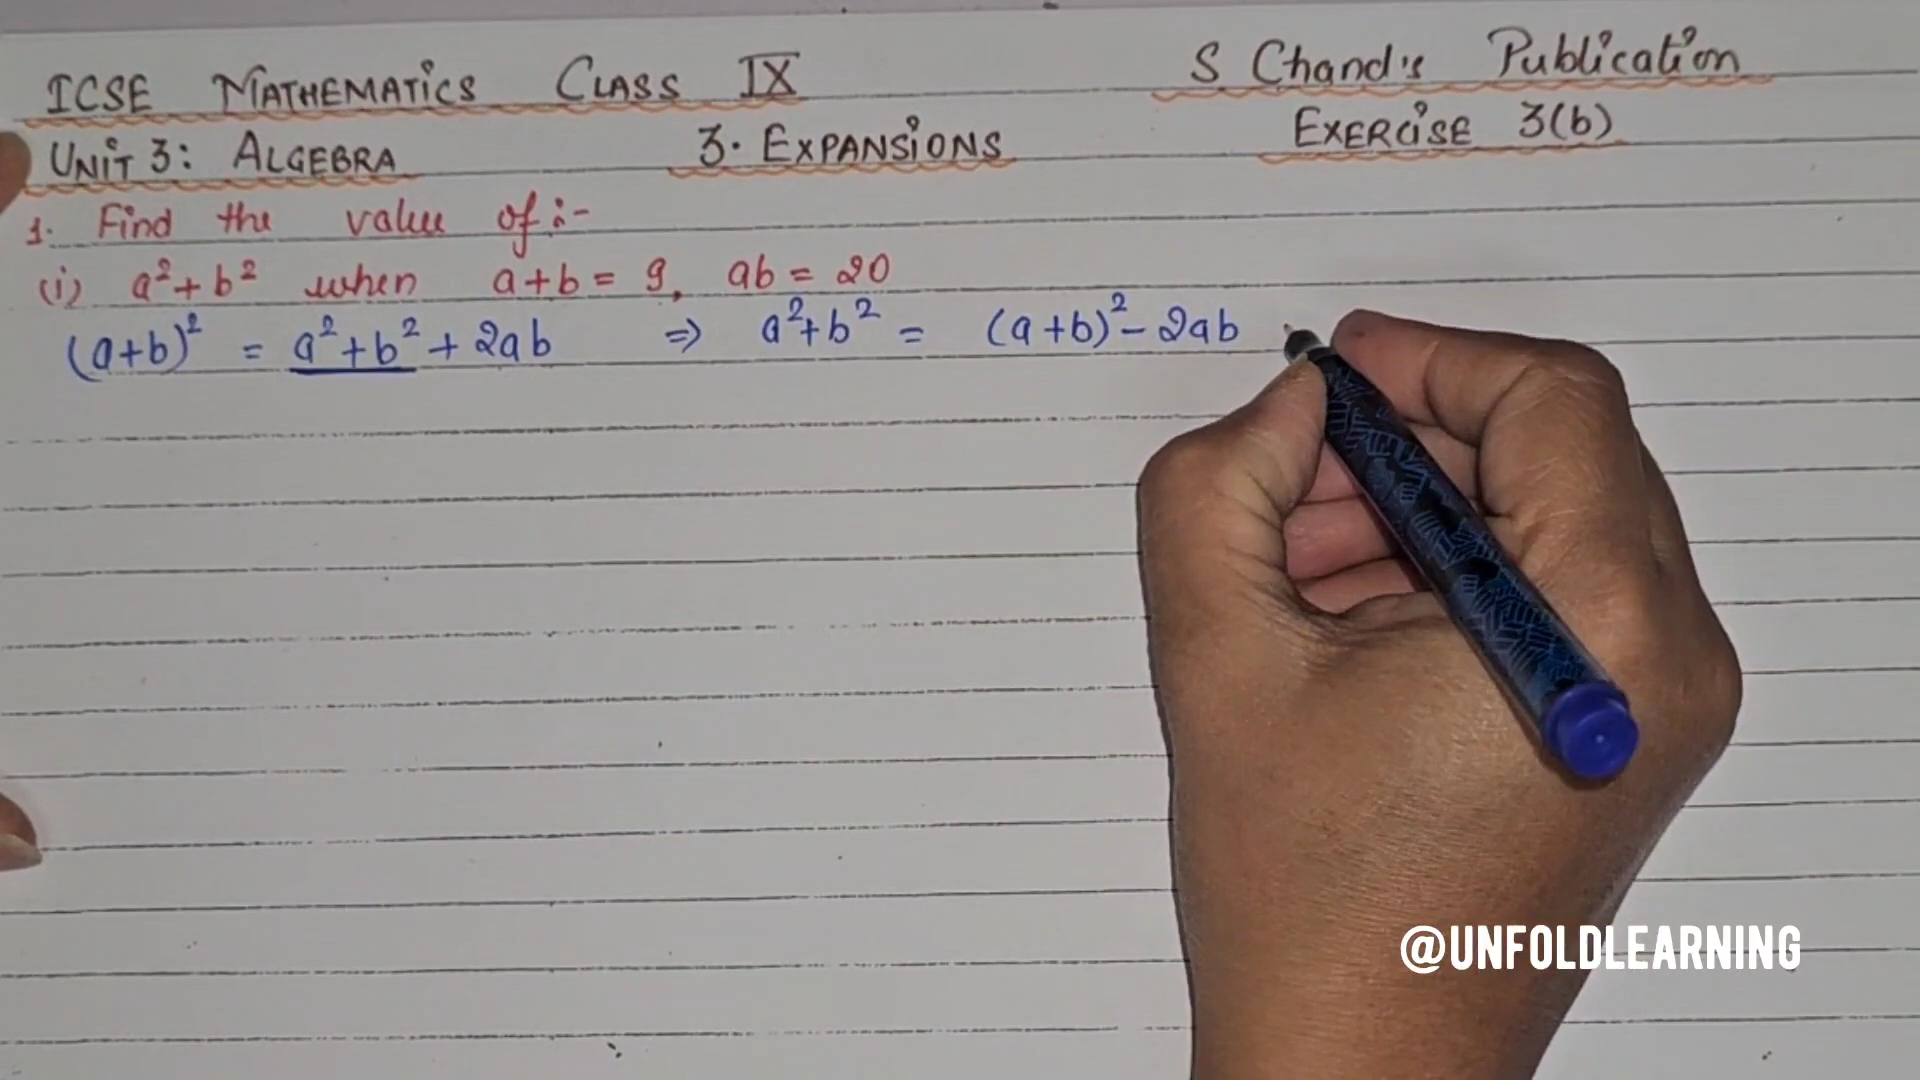 ICSE MATHEMATICS CLASS IX S Chand's Publication
UNIT 3: ALGEBRA 3. EXPANSIONS EXERCISE 3(b)
1. Find the value of :-
(i) a²+b² when a+b = 9, ab = 20
(a+b)² = a²+b²+2ab ⇒ a²+b² = (a+b)²-2ab
@UNFOLDLEARNING